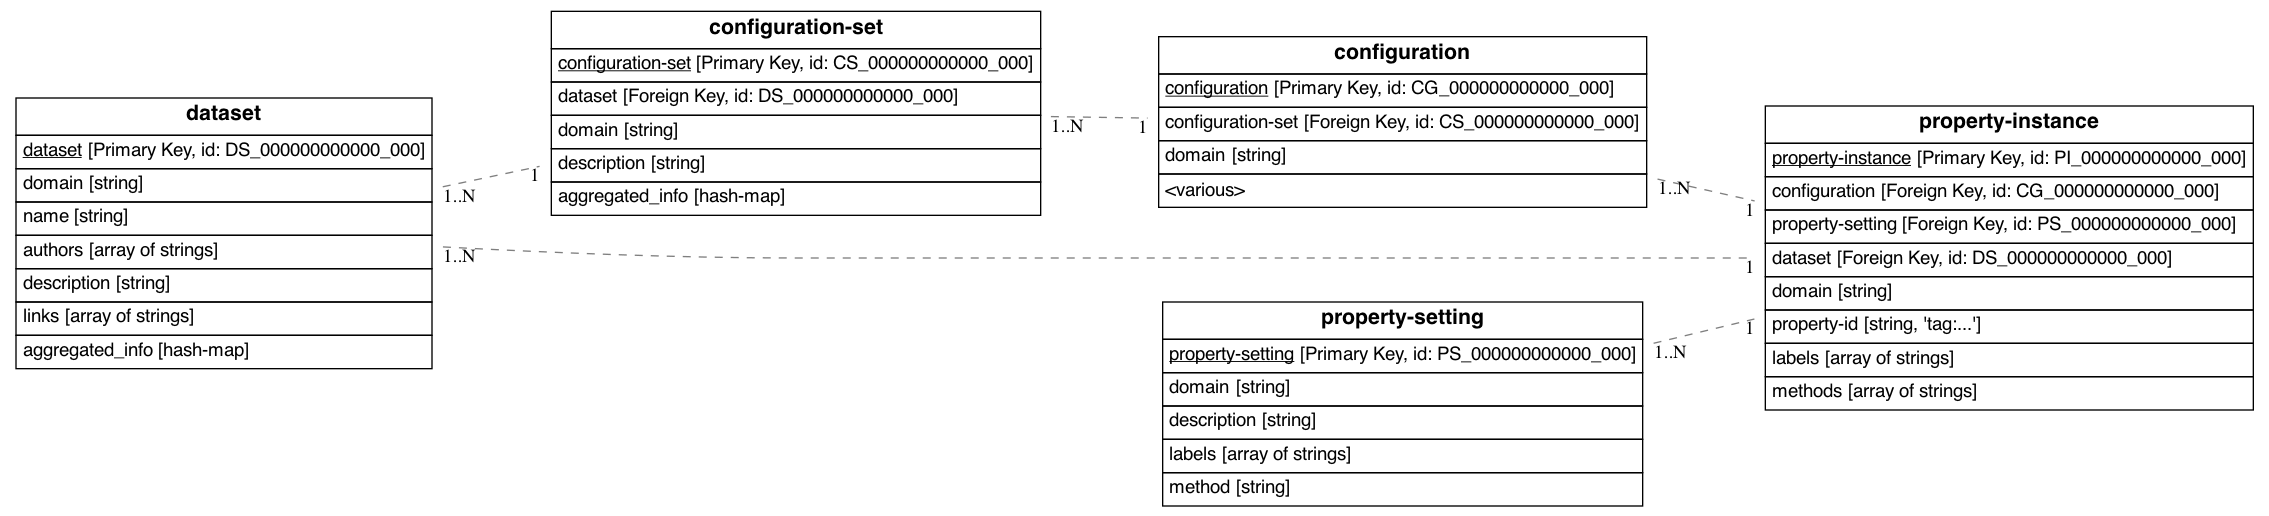 dataset
dataset [Primary Key, id: DS_000000000000_000]
domain [string]
name [string]
authors [array of strings]
description [string]
links [array of strings]
aggregated_info [hash-map]
1..N
1
1..N
1
configuration-set
configuration-set [Primary Key, id: CS_000000000000_000]
dataset [Foreign Key, id: DS_000000000000_000]
domain [string]
description [string]
aggregated_info [hash-map]
1..N
1
configuration
configuration [Primary Key, id: CG_000000000000_000]
configuration-set [Foreign Key, id: CS_000000000000_000]
domain [string]
<various>
1..N
1
property-setting
property-setting [Primary Key, id: PS_000000000000_000]
domain [string]
description [string]
labels [array of strings]
method [string]
1..N
1
property-instance
property-instance [Primary Key, id: PI_000000000000_000]
configuration [Foreign Key, id: CG_000000000000_000]
property-setting [Foreign Key, id: PS_000000000000_000]
dataset [Foreign Key, id: DS_000000000000_000]
domain [string]
property-id [string, 'tag:...']
labels [array of strings]
methods [array of strings]